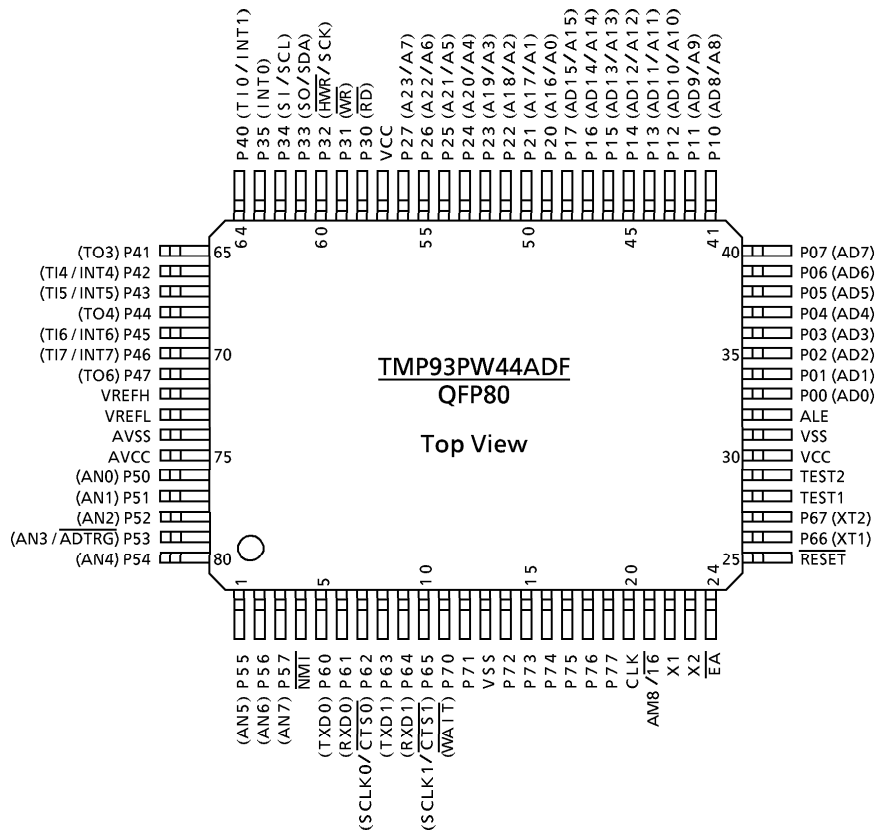 P40 (TI0/INT1)
P35 (INT0)
P34 (SI/SCL)
P33 (SO/SDA)
P32 (HWR/SCK)
P31 (WR)
P30 (RD)
VCC
P27 (A23/A7)
P26 (A22/A6)
P25 (A21/A5)
P24 (A20/A4)
P23 (A19/A3)
P22 (A18/A2)
P21 (A17/A1)
P20 (A16/A0)
P17 (AD15/A15)
P16 (AD14/A14)
P15 (AD13/A13)
P14 (AD12/A12)
P13 (AD11/A11)
P12 (AD10/A10)
P11 (AD9/A9)
P10 (AD8/A8)
64
60
55
50
45
41
(TO3) P41
(TI4/INT4) P42
(TI5/INT5) P43
(TO4) P44
(TI6/INT6) P45
(TI7/INT7) P46
(TO6) P47
VREFH
VREFL
AVSS
AVCC
(AN0) P50
(AN1) P51
(AN2) P52
(AN3/ADTRG) P53
(AN4) P54
65
70
75
80
TMP93PW44ADF
QFP80
Top View
40
35
30
25
P07 (AD7)
P06 (AD6)
P05 (AD5)
P04 (AD4)
P03 (AD3)
P02 (AD2)
P01 (AD1)
P00 (AD0)
ALE
VSS
VCC
TEST2
TEST1
P67 (XT2)
P66 (XT1)
RESET
1
5
10
15
20
24
(AN5) P55
(AN6) P56
(AN7) P57
NMI
(TXD0) P60
(RXD0) P61
(SCLK0/CTS0) P62
(TXD1) P63
(RXD1) P64
(SCLK1/CTS1) P65
(WAIT) P70
P71
VSS
P72
P73
P74
P75
P76
P77
CLK
AM8/16
X1
X2
EA